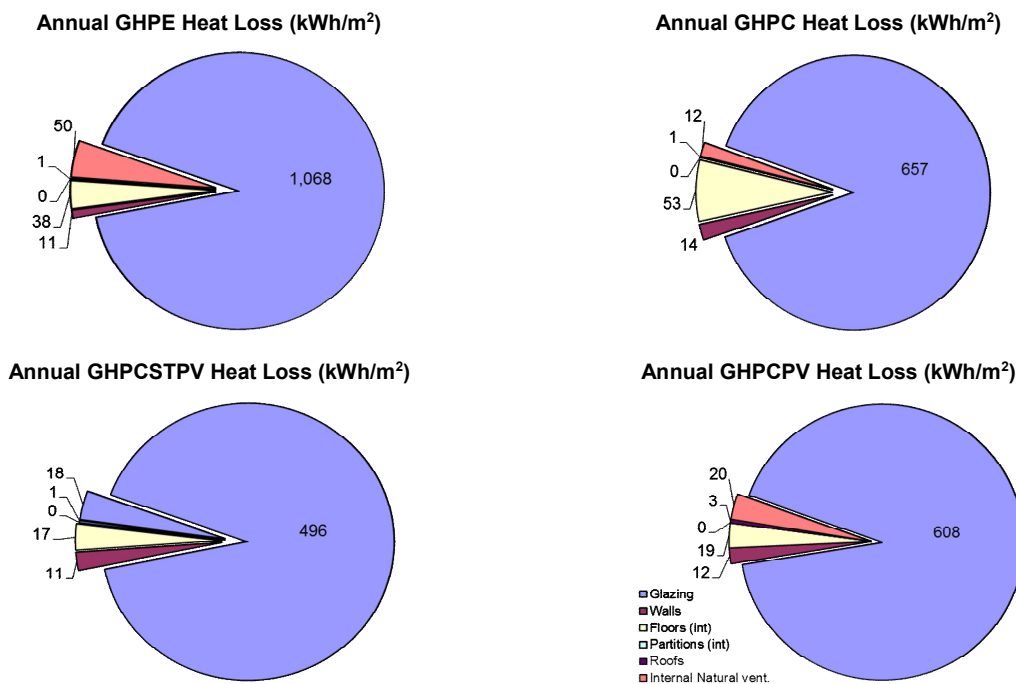 Annual GHPE Heat Loss (kWh/m²)
50
1
0
38
11
1,068
Annual GHPC Heat Loss (kWh/m²)
12
1
0
53
14
657
Annual GHPCSTPV Heat Loss (kWh/m²)
18
1
0
17
11
496
Annual GHPCPV Heat Loss (kWh/m²)
20
3
0
19
12
608
Glazing
Walls
Floors (int)
Partitions (int)
Roofs
Internal Natural vent.